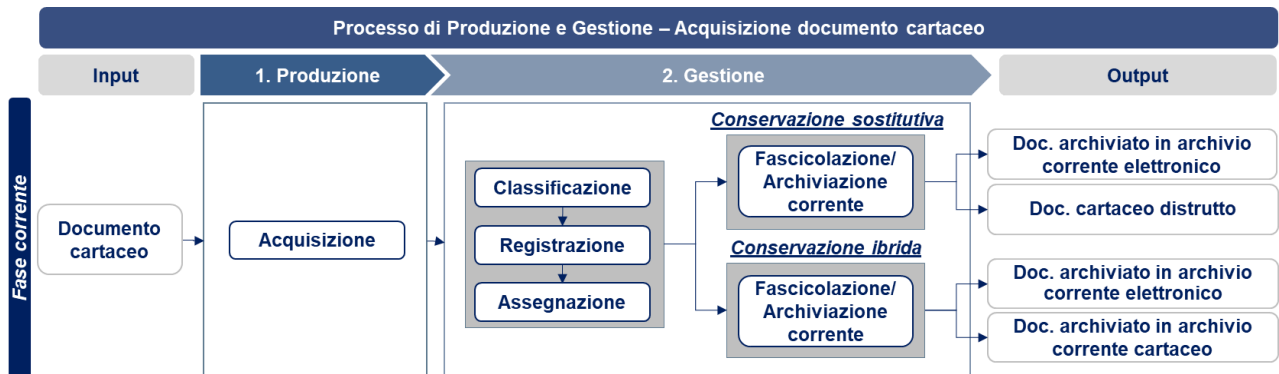 Processo di Produzione e Gestione – Acquisizione documento cartaceo
Input
1. Produzione
2. Gestione
Output
Fase corrente
Documento
cartaceo
Acquisizione
Classificazione
Registrazione
Assegnazione
Conservazione sostitutiva
Fascicolazione/
Archiviazione
corrente
Conservazione ibrida
Fascicolazione/
Archiviazione
corrente
Doc. archiviato in archivio
corrente elettronico
Doc. cartaceo distrutto
Doc. archiviato in archivio
corrente elettronico
Doc. archiviato in archivio
corrente cartaceo